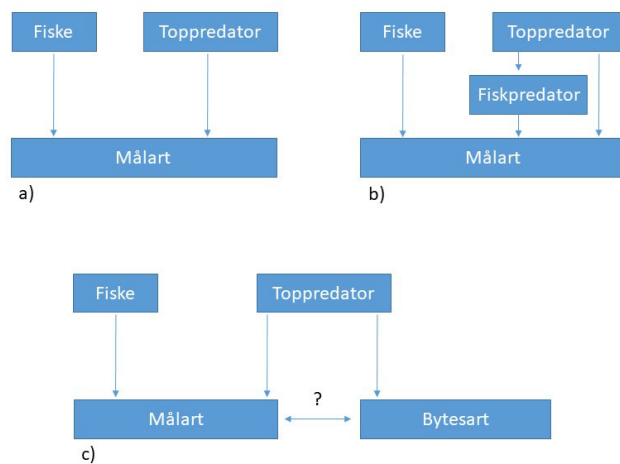 Fiske
Toppredator
Målart
a)
Fiske
Toppredator
Fiskpredator
Målart
b)
Fiske
Toppredator
?
Målart
Bytesart
c)